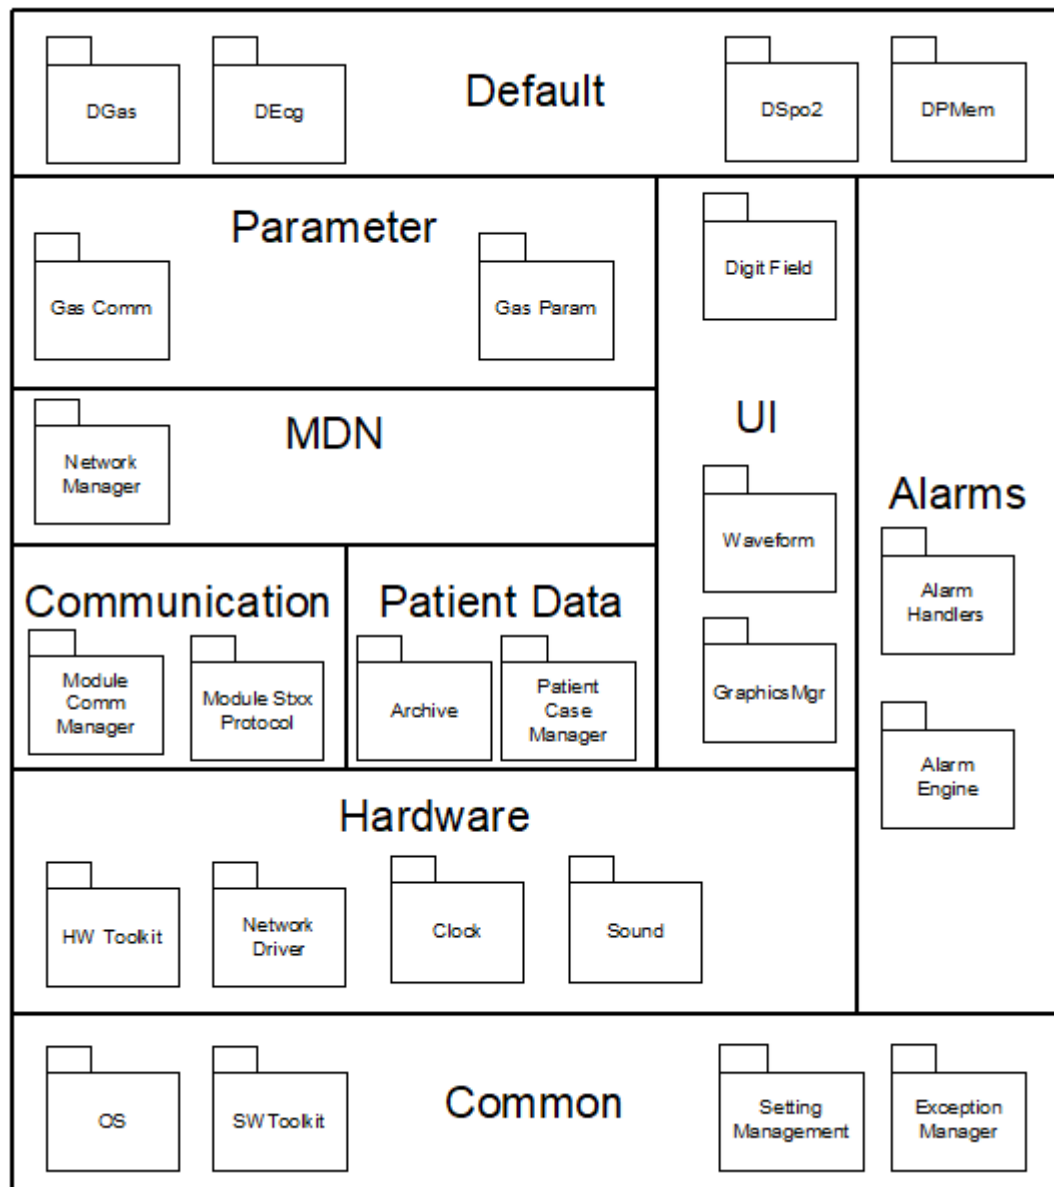 Default
DGas
DEcg
DSpo2
DPMem
Parameter
Gas Comm
Gas Param
MDN
Network
Manager
Communication
Module
Comm
Manager
Module Stxx
Protocol
Patient Data
Archive
Patient
Case
Manager
UI
Digit Field
Waveform
GraphicsMgr
Alarms
Alarm
Handlers
Alarm
Engine
Hardware
HW Toolkit
Network
Driver
Clock
Sound
Common
OS
SW Toolkit
Setting
Management
Exception
Manager